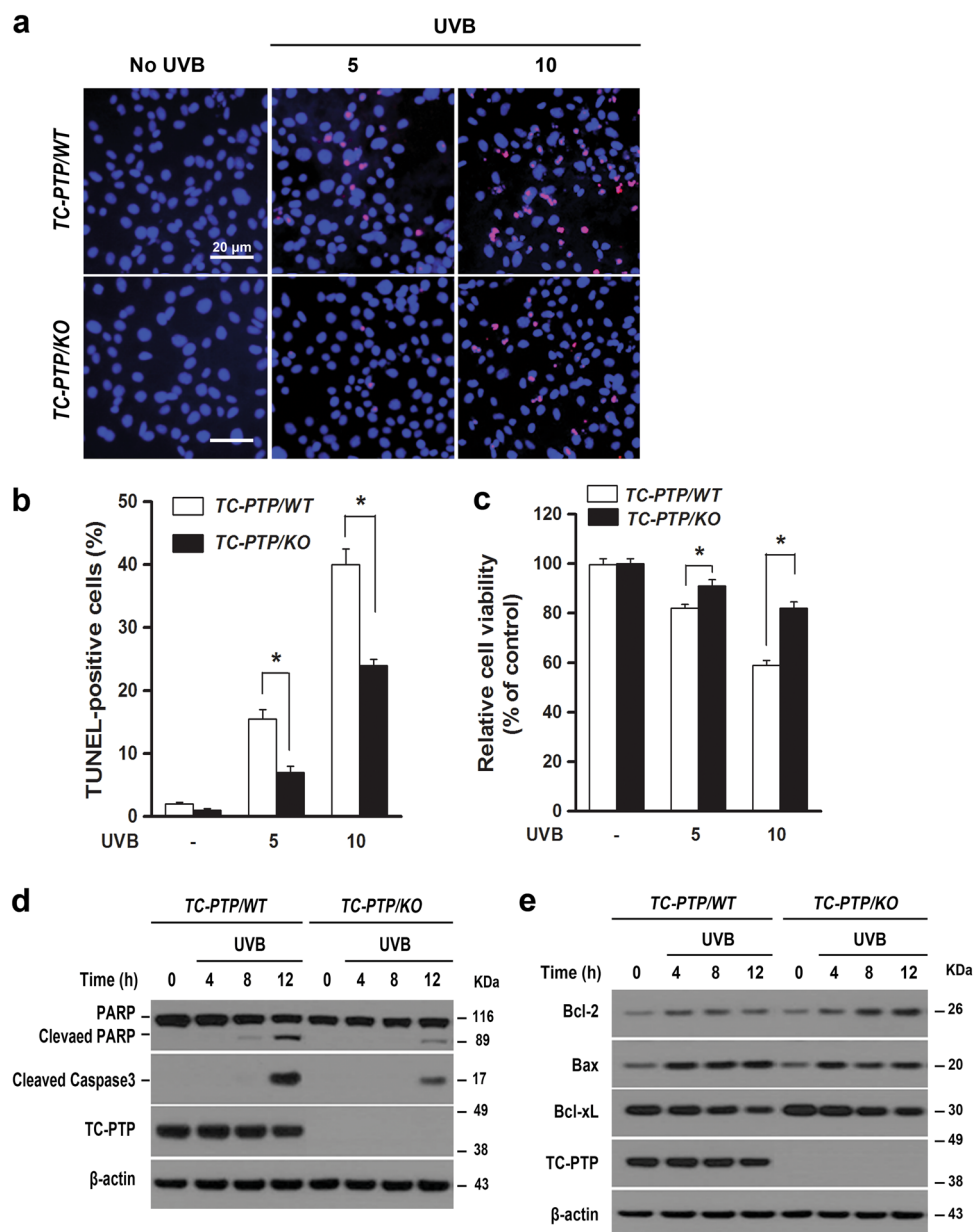 a
UVB
No UVB 5 10
TC-PTP/WT
20 µm
TC-PTP/KO
b
TUNEL-positive cells (%)
50
40
30
20
10
0
TC-PTP/WT
TC-PTP/KO
*
*
UVB - 5 10
c
Relative cell viability
(% of control)
120
100
80
60
40
20
0
TC-PTP/WT
TC-PTP/KO
*
*
UVB - 5 10
d
TC-PTP/WT TC-PTP/KO
UVB UVB
Time (h) 0 4 8 12 0 4 8 12 KDa
PARP 116
Clevaed PARP 89
Cleaved Caspase3 17
49
TC-PTP
38
β-actin 43
e
TC-PTP/WT TC-PTP/KO
UVB UVB
Time (h) 0 4 8 12 0 4 8 12 KDa
Bcl-2 26
Bax 20
Bcl-xL 30
49
TC-PTP
38
β-actin 43